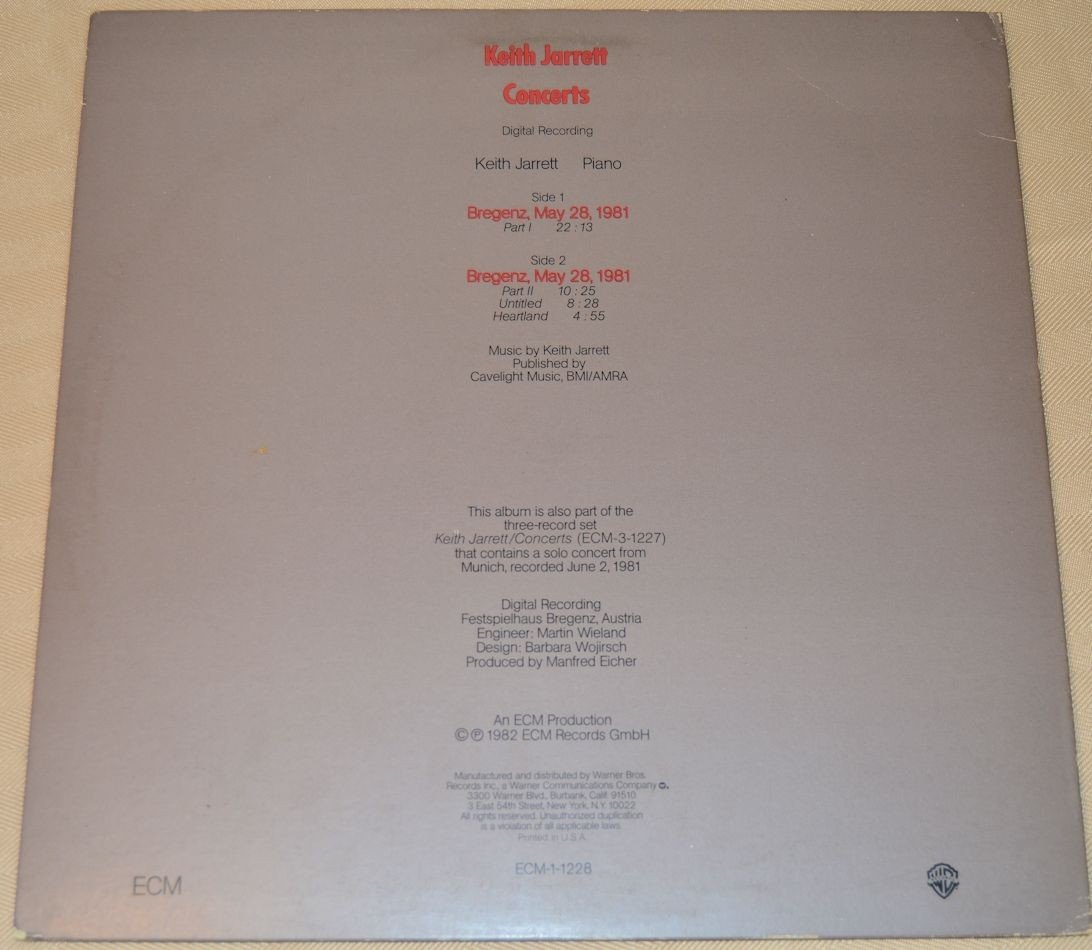 Keith Jarrett
Concerts
Digital Recording
Keith Jarrett Piano
Side 1
Bregenz, May 28, 1981
Part I 22:13
Side 2
Bregenz, May 28, 1981
Part II 10:25
Untitled 8:28
Heartland 4:55
Music by Keith Jarrett
Published by
Cavelight Music, BMI/AMRA
This album is also part of the
three-record set
Keith Jarrett/Concerts (ECM-3-1227)
that contains a solo concert from
Munich, recorded June 2, 1981
Digital Recording
Festspielhaus Bregenz, Austria
Engineer: Martin Wieland
Design: Barbara Wojirsch
Produced by Manfred Eicher
An ECM Production
© ℗ 1982 ECM Records GmbH
Manufactured and distributed by Warner Bros.
Records Inc., a Warner Communications Company
3300 Warner Blvd., Burbank, Calif. 91510
3 East 54th Street, New York, N.Y. 10022
All rights reserved. Unauthorized duplication
is a violation of all applicable laws.
Printed in U.S.A.
ECM-1-1228
ECM
WB